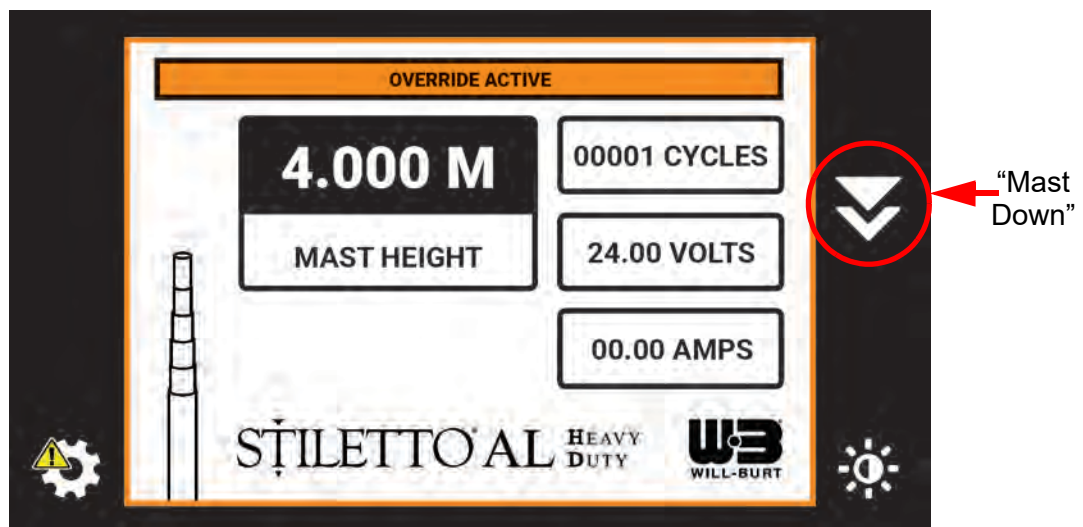 OVERRIDE ACTIVE
4.000 M
MAST HEIGHT
00001 CYCLES
24.00 VOLTS
00.00 AMPS
“Mast
Down”
STILETTO® AL HEAVY
DUTY
W·B
WILL-BURT